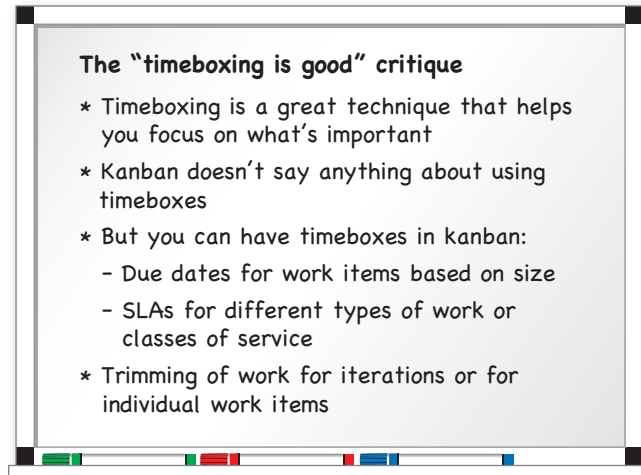 The “timeboxing is good” critique
* Timeboxing is a great technique that helps
you focus on what’s important
* Kanban doesn’t say anything about using
timeboxes
* But you can have timeboxes in kanban:
– Due dates for work items based on size
– SLAs for different types of work or
classes of service
* Trimming of work for iterations or for
individual work items